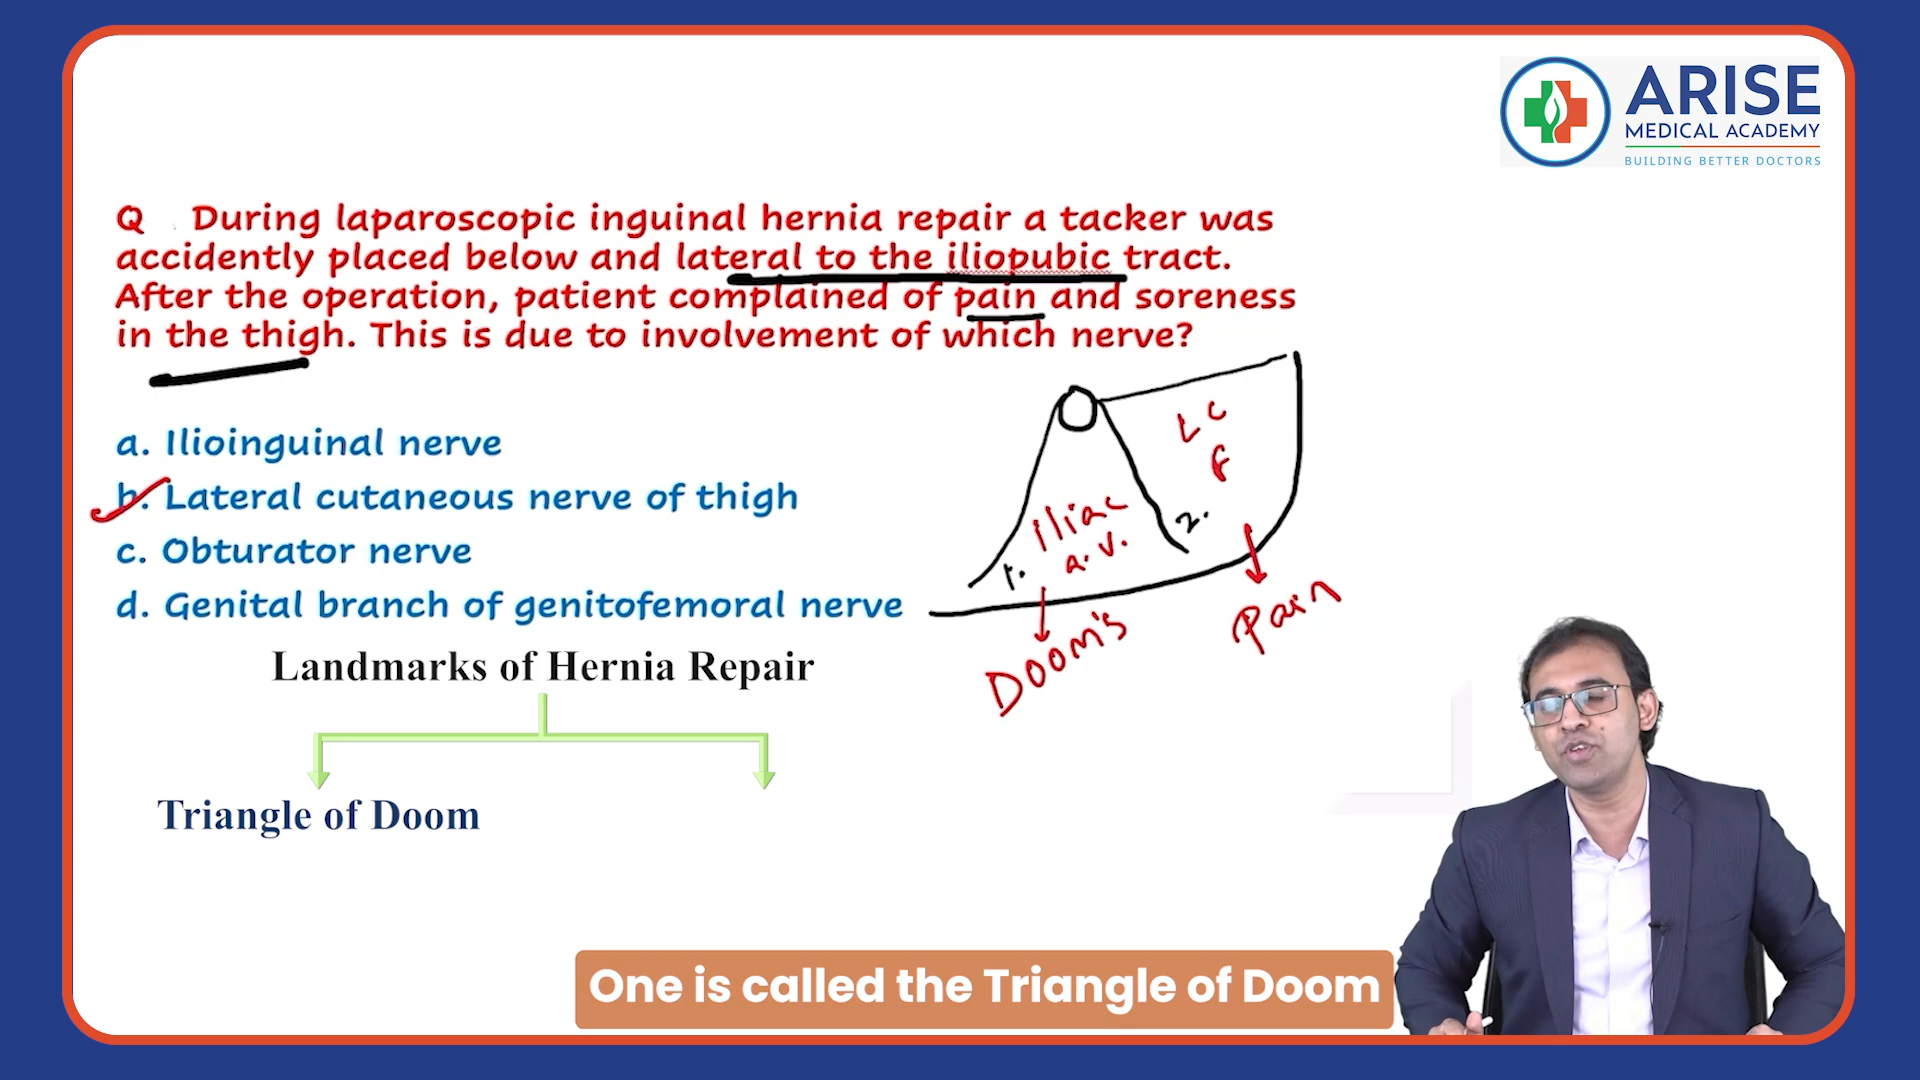 ARISE
MEDICAL ACADEMY
BUILDING BETTER DOCTORS
Q During laparoscopic inguinal hernia repair a tacker was
accidently placed below and lateral to the iliopubic tract.
After the operation, patient complained of pain and soreness
in the thigh. This is due to involvement of which nerve?
a. Ilioinguinal nerve
b. Lateral cutaneous nerve of thigh
c. Obturator nerve
d. Genital branch of genitofemoral nerve
L C
F
Iliac
a. v.
1.
2.
Doom's
Pain
Landmarks of Hernia Repair
Triangle of Doom
One is called the Triangle of Doom